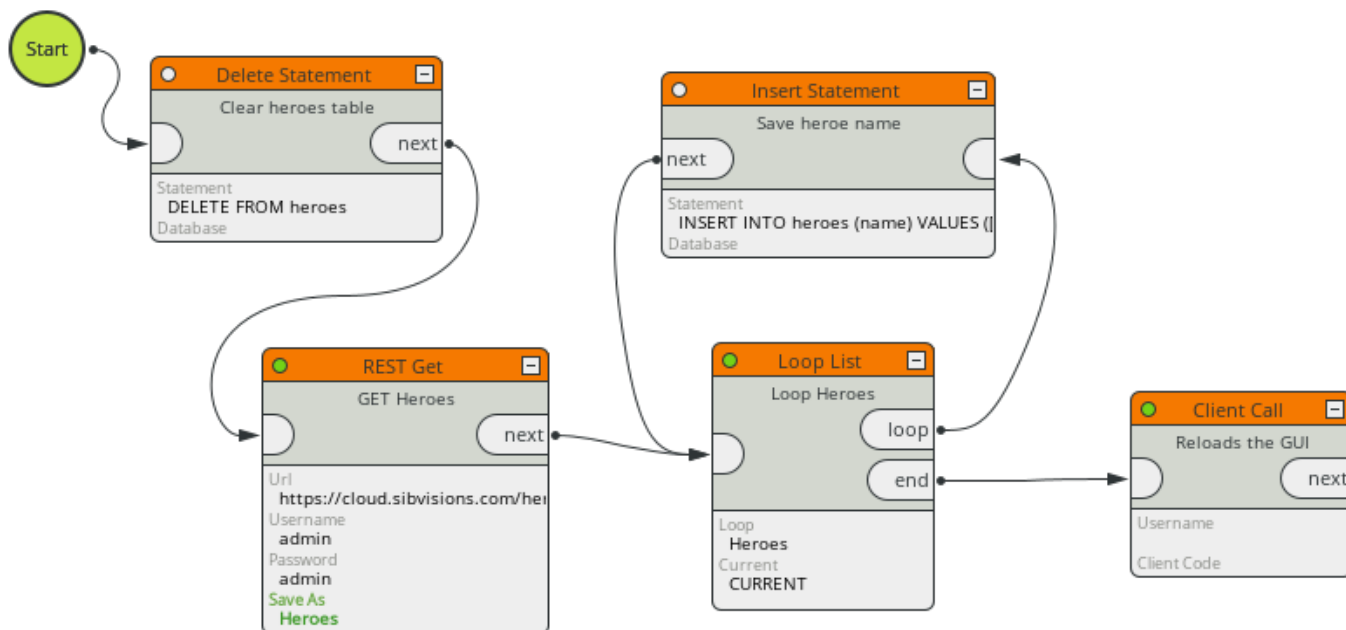 Start
Delete Statement
Clear heroes table
next
Statement
DELETE FROM heroes
Database
Insert Statement
Save heroe name
next
Statement
INSERT INTO heroes (name) VALUES ([
Database
REST Get
GET Heroes
next
Url
https://cloud.sibvisions.com/her
Username
admin
Password
admin
Save As
Heroes
Loop List
Loop Heroes
loop
end
Loop
Heroes
Current
CURRENT
Client Call
Reloads the GUI
next
Username
Client Code